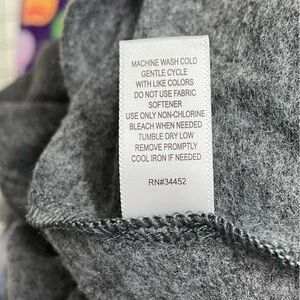 MACHINE WASH COLD
GENTLE CYCLE
WITH LIKE COLORS
DO NOT USE FABRIC
SOFTENER
USE ONLY NON-CHLORINE
BLEACH WHEN NEEDED
TUMBLE DRY LOW
REMOVE PROMPTLY
COOL IRON IF NEEDED
RN#34452